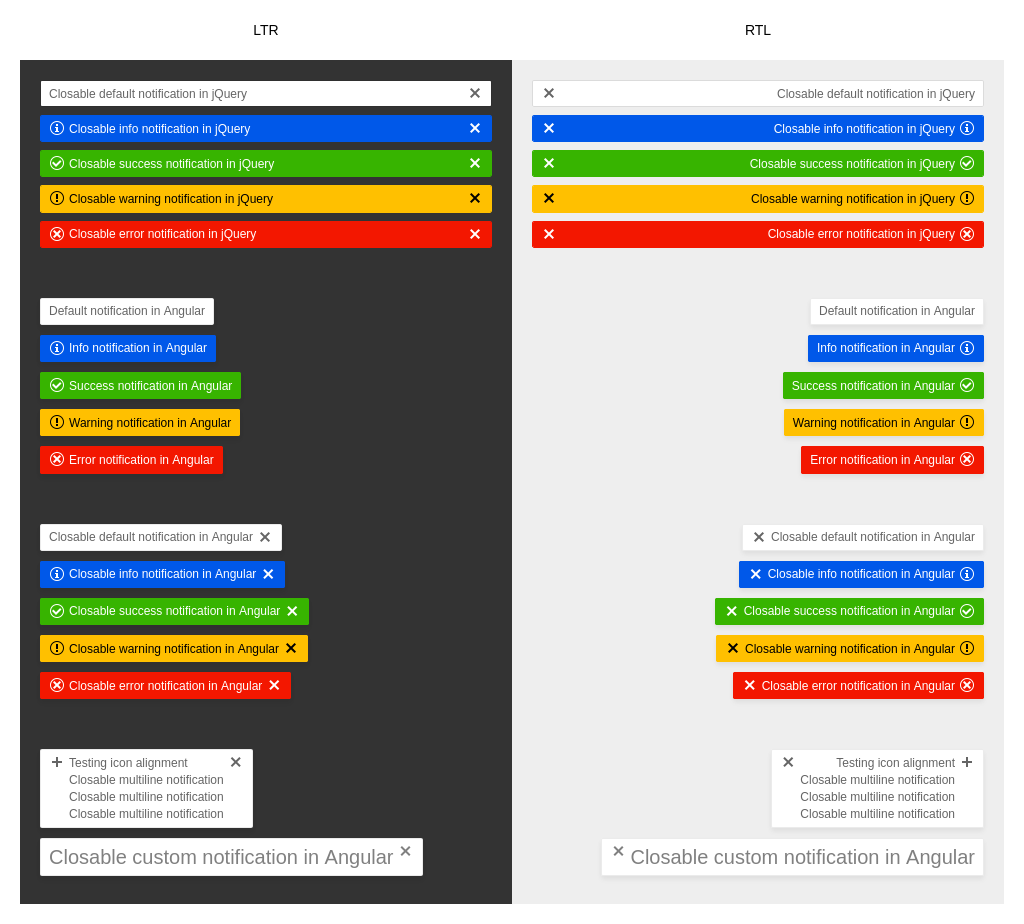 LTR
Closable default notification in jQuery
Closable info notification in jQuery
Closable success notification in jQuery
Closable warning notification in jQuery
Closable error notification in jQuery
Default notification in Angular
Info notification in Angular
Success notification in Angular
Warning notification in Angular
Error notification in Angular
Closable default notification in Angular
Closable info notification in Angular
Closable success notification in Angular
Closable warning notification in Angular
Closable error notification in Angular
Testing icon alignment
Closable multiline notification
Closable multiline notification
Closable multiline notification
Closable custom notification in Angular
RTL
Closable default notification in jQuery
Closable info notification in jQuery
Closable success notification in jQuery
Closable warning notification in jQuery
Closable error notification in jQuery
Default notification in Angular
Info notification in Angular
Success notification in Angular
Warning notification in Angular
Error notification in Angular
Closable default notification in Angular
Closable info notification in Angular
Closable success notification in Angular
Closable warning notification in Angular
Closable error notification in Angular
Testing icon alignment
Closable multiline notification
Closable multiline notification
Closable multiline notification
Closable custom notification in Angular